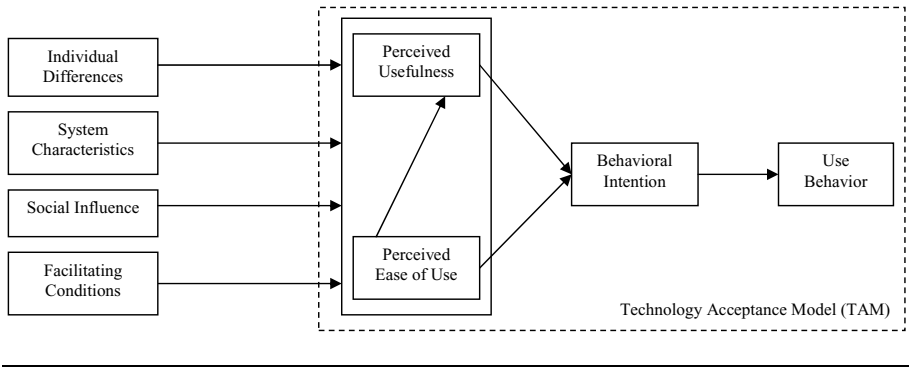 Individual
Differences
System
Characteristics
Social Influence
Facilitating
Conditions
Perceived
Usefulness
Perceived
Ease of Use
Behavioral
Intention
Use
Behavior
Technology Acceptance Model (TAM)